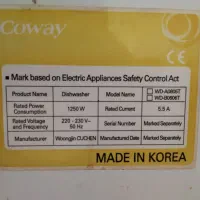 Coway
■ Mark based on Electric Appliances Safety Control Act
Product Name Dishwasher Model Name □ WD-A0806T
□ WD-B0806T
Rated Power Consumption 1250 W Rated Current 5.5 A
Rated Voltage and Frequency 220 - 230 V~ 50 Hz Serial Number Marked Separately
Manufacturer Woongjin CUCHEN Manufactured Date Marked Separately
MADE IN KOREA